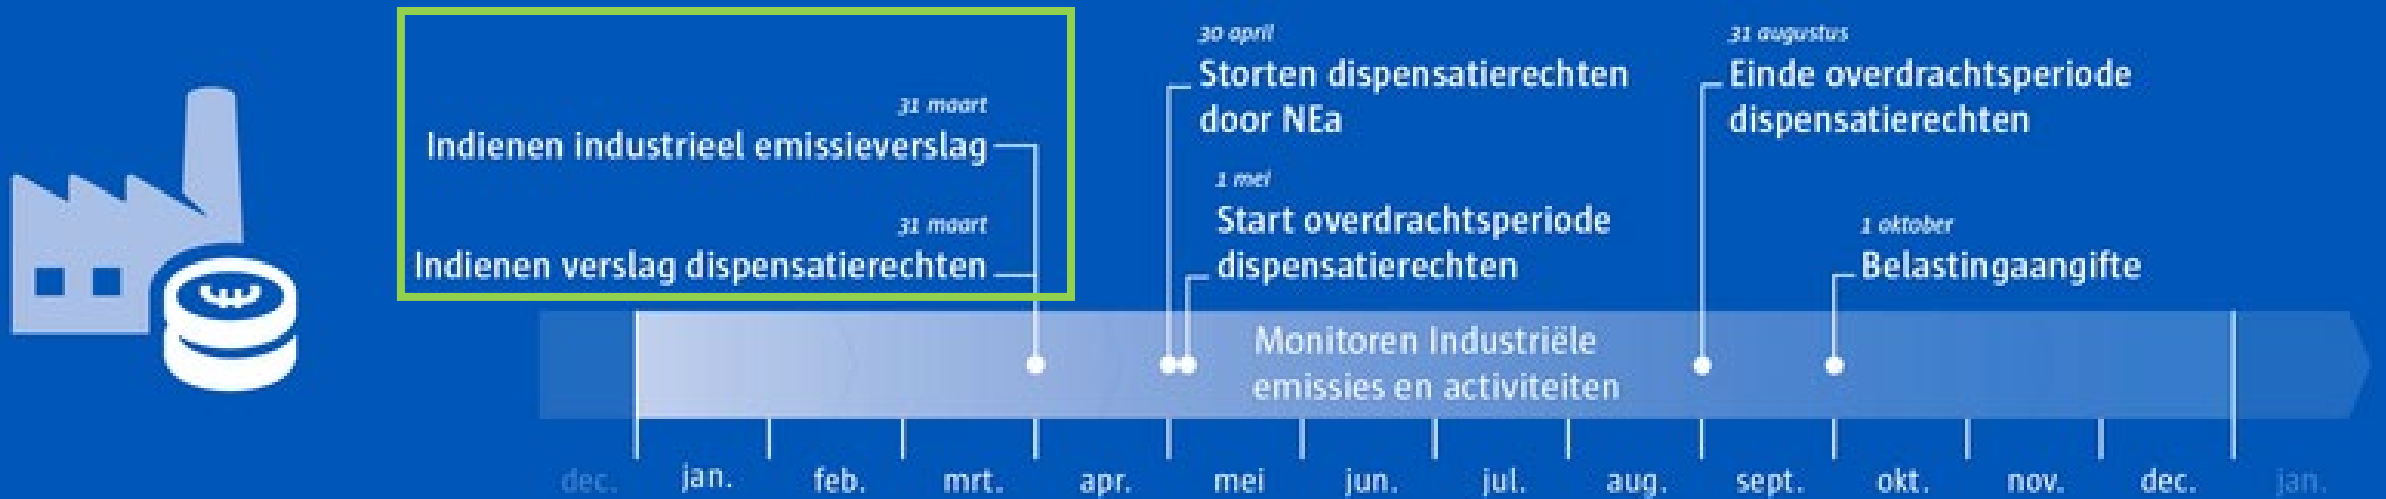 31 maart
Indienen industrieel emissieverslag
31 maart
Indienen verslag dispensatierechten
30 april
Storten dispensatierechten
door NEa
1 mei
Start overdrachtsperiode
dispensatierechten
31 augustus
Einde overdrachtsperiode
dispensatierechten
1 oktober
Belastingaangifte
Monitoren Industriële
emissies en activiteiten
dec. jan. feb. mrt. apr. mei jun. jul. aug. sept. okt. nov. dec. jan.